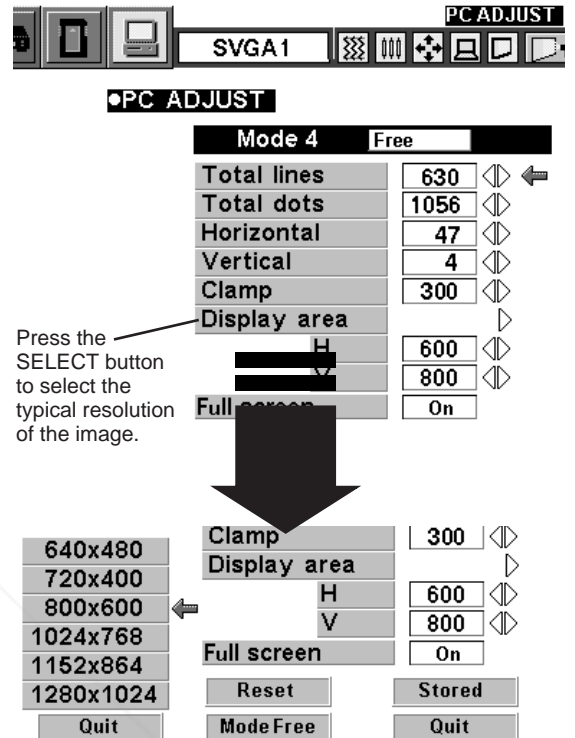 PC ADJUST
SVGA1
●PC ADJUST
Mode 4 Free
Total lines 630
Total dots 1056
Horizontal 47
Vertical 4
Clamp 300
Display area
H 600
V 800
Full screen On
Press the
SELECT button
to select the
typical resolution
of the image.
Clamp 300
Display area
H 600
V 800
Full screen On
Reset Stored
Mode Free Quit
640x480
720x400
800x600
1024x768
1152x864
1280x1024
Quit